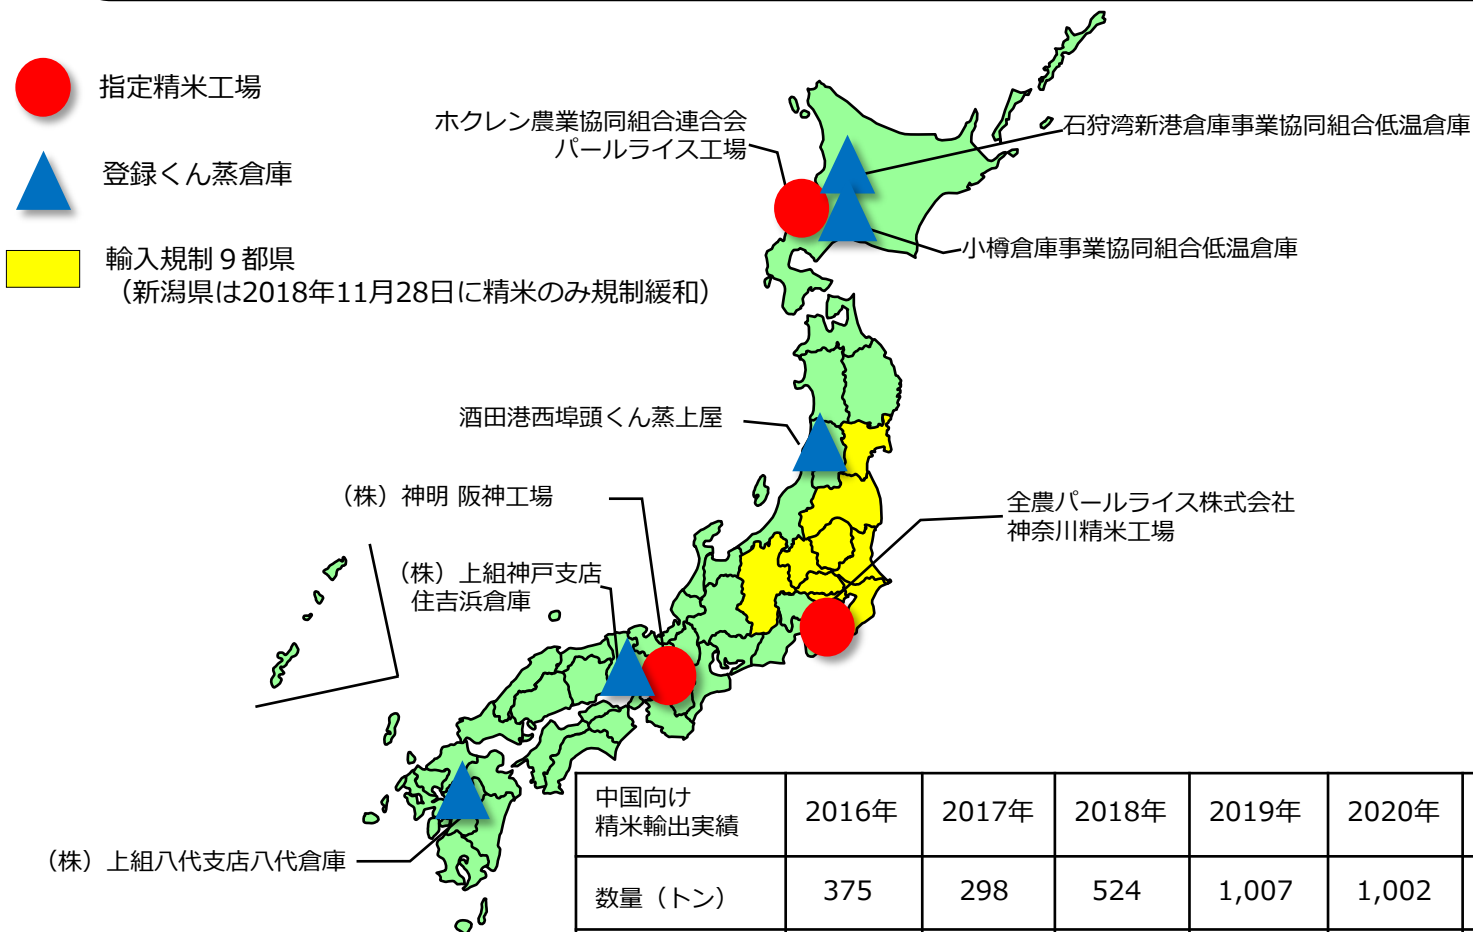 指定精米工場
登録くん蒸倉庫
輸入規制９都県
（新潟県は2018年11月28日に精米のみ規制緩和）
ホクレン農業協同組合連合会
パールライス工場
石狩湾新港倉庫事業協同組合低温倉庫
小樽倉庫事業協同組合低温倉庫
酒田港西埠頭くん蒸上屋
（株）神明 阪神工場
全農パールライス株式会社
神奈川精米工場
（株）上組神戸支店
住吉浜倉庫
（株）上組八代支店八代倉庫
中国向け
精米輸出実績
2016年 2017年 2018年 2019年 2020年
数量（トン） 375 298 524 1,007 1,002